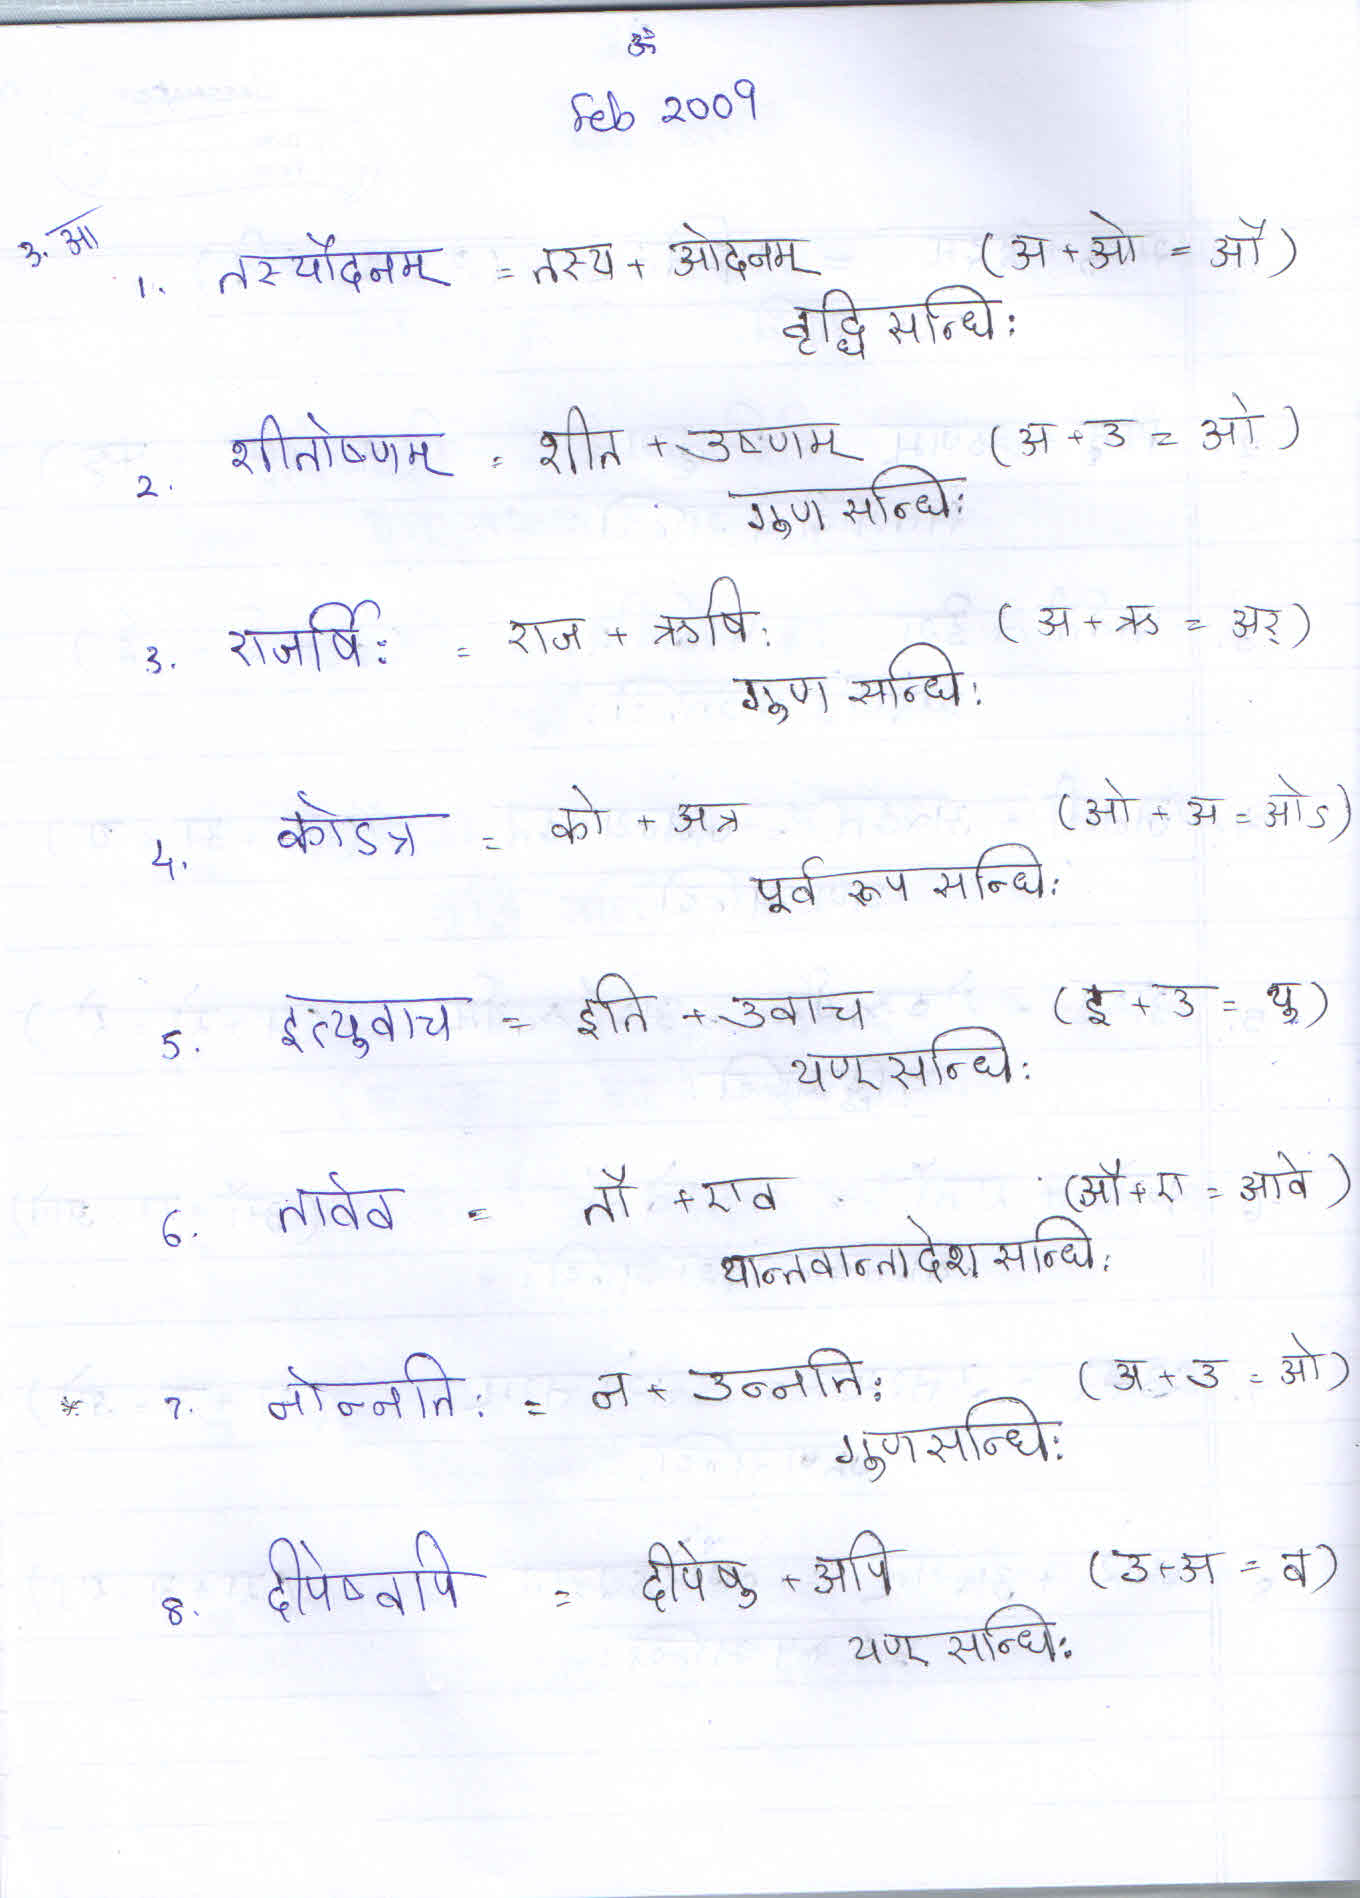 ॐ
Feb 2009
3. आ
1. तस्यौदनम् = तस्य + ओदनम् (अ + ओ = औ)
वृद्धि सन्धिः
2. शीतोष्णम् = शीत + उष्णम् (अ + उ = ओ)
गुण सन्धिः
3. राजर्षिः = राज + ऋषिः (अ + ऋ = अर्)
गुण सन्धिः
4. कोऽत्र = को + अत्र (ओ + अ = ओऽ)
पूर्व रूप सन्धिः
5. इत्युवाच = इति + उवाच (इ + उ = यु)
यण् सन्धिः
6. तावेव = तौ + एव (औ + ए = आवे)
यान्तवान्तादेश सन्धिः
* 7. नोन्नतिः = न + उन्नतिः (अ + उ = ओ)
गुण सन्धिः
8. दीपेष्वपि = दीपेषु + अपि (उ + अ = व)
यण् सन्धिः